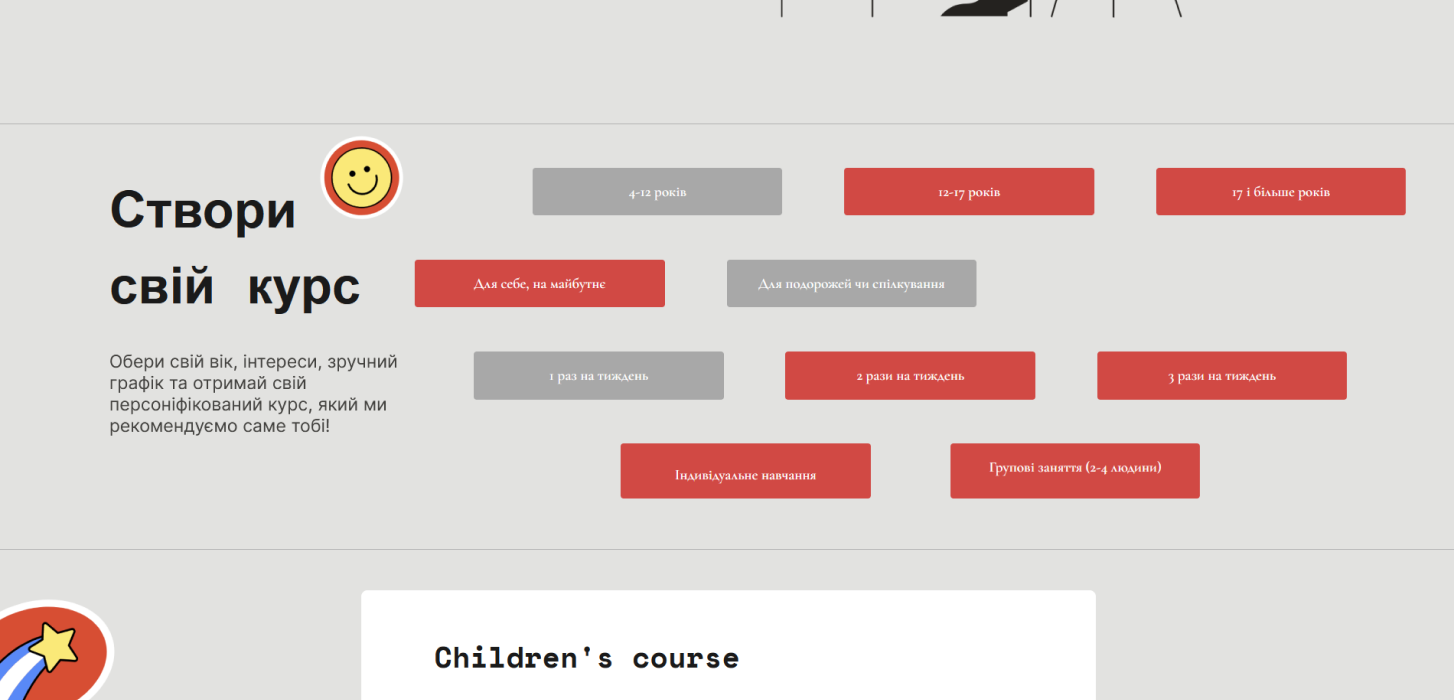 Створи
свій курс
Обери свій вік, інтереси, зручний
графік та отримай свій
персоніфікований курс, який ми
рекомендуємо саме тобі!
4-12 років
12-17 років
17 і більше років
Для себе, на майбутнє
Для подорожей чи спілкування
1 раз на тиждень
2 рази на тиждень
3 рази на тиждень
Індивідуальне навчання
Групові заняття (2-4 людини)
Children's course